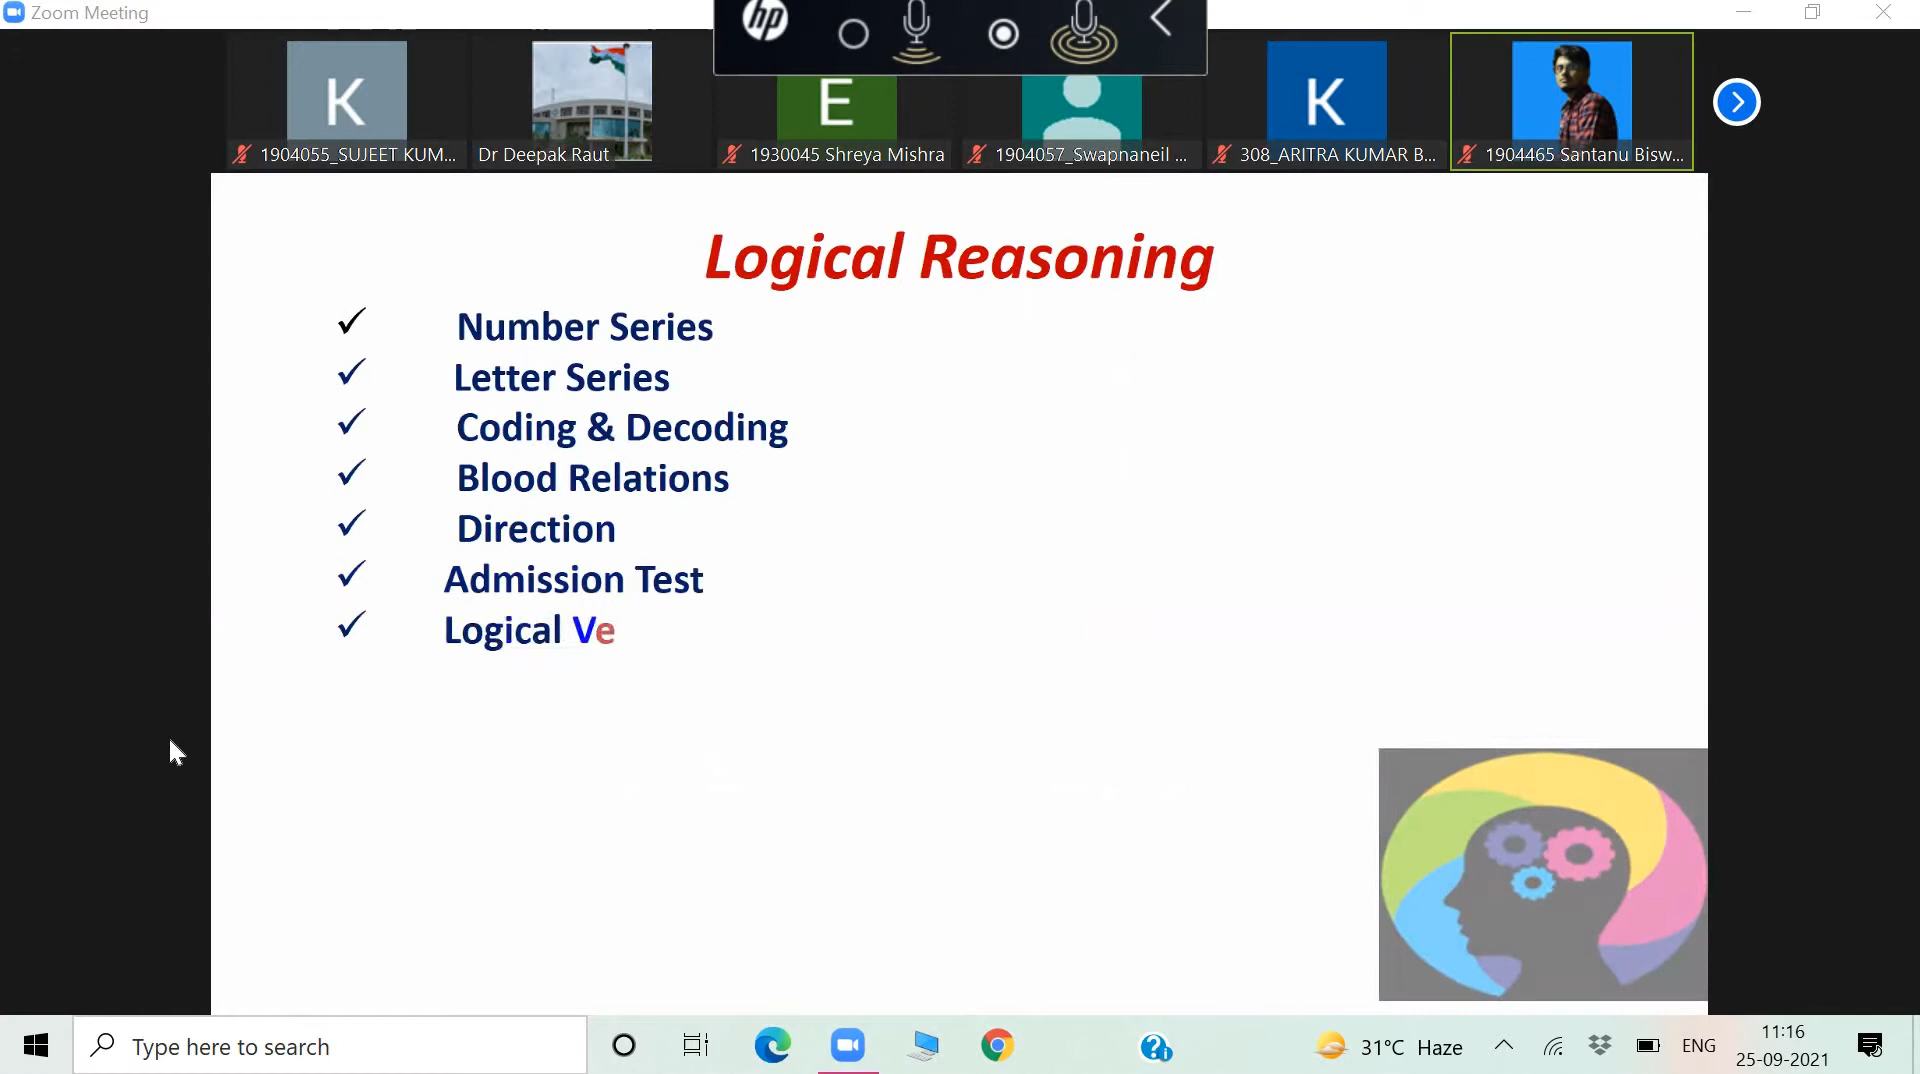 Zoom Meeting
hp
K
E
K
1904055_SUJEET KUM...
Dr Deepak Raut
1930045 Shreya Mishra
1904057_Swapnaneil ...
308_ARITRA KUMAR B...
1904465 Santanu Bisw...
Logical Reasoning
Number Series
Letter Series
Coding & Decoding
Blood Relations
Direction
Admission Test
Logical Ve
Type here to search
31°C Haze
ENG
11:16
25-09-2021